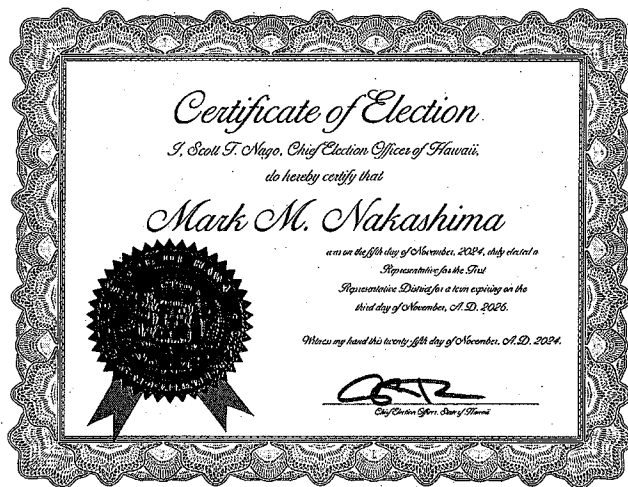 Certificate of Election
I, Scott T. Nago, Chief Election Officer of Hawaii,
do hereby certify that
Mark M. Nakashima
was on the fifth day of November, 2024, duly elected a
Representative for the First
Representative District for a term expiring on the
third day of November, A.D. 2026.
Witness my hand this twenty-fifth day of November, A.D. 2024.
Chief Election Officer, State of Hawaii